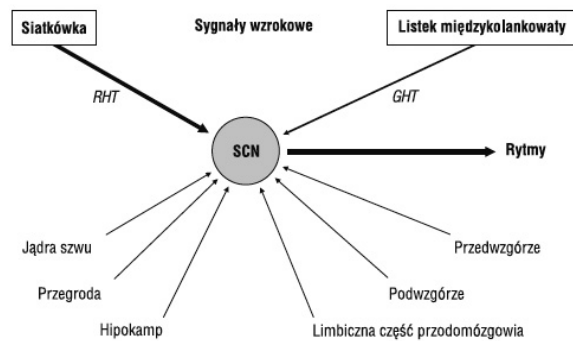 Siatkówka
Sygnały wzrokowe
Listek międzykolankowaty
RHT
GHT
SCN
Rytmy
Jądra szwu
Przedwzgórze
Przegroda
Podwzgórze
Hipokamp
Limbiczna część przodomózgowia